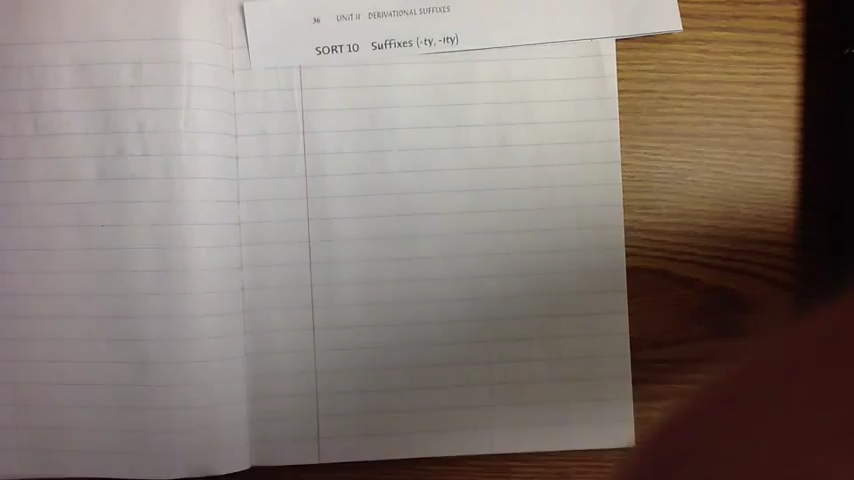 36 UNIT II DERIVATIONAL SUFFIXES
SORT 10 Suffixes (-ty, -ity)